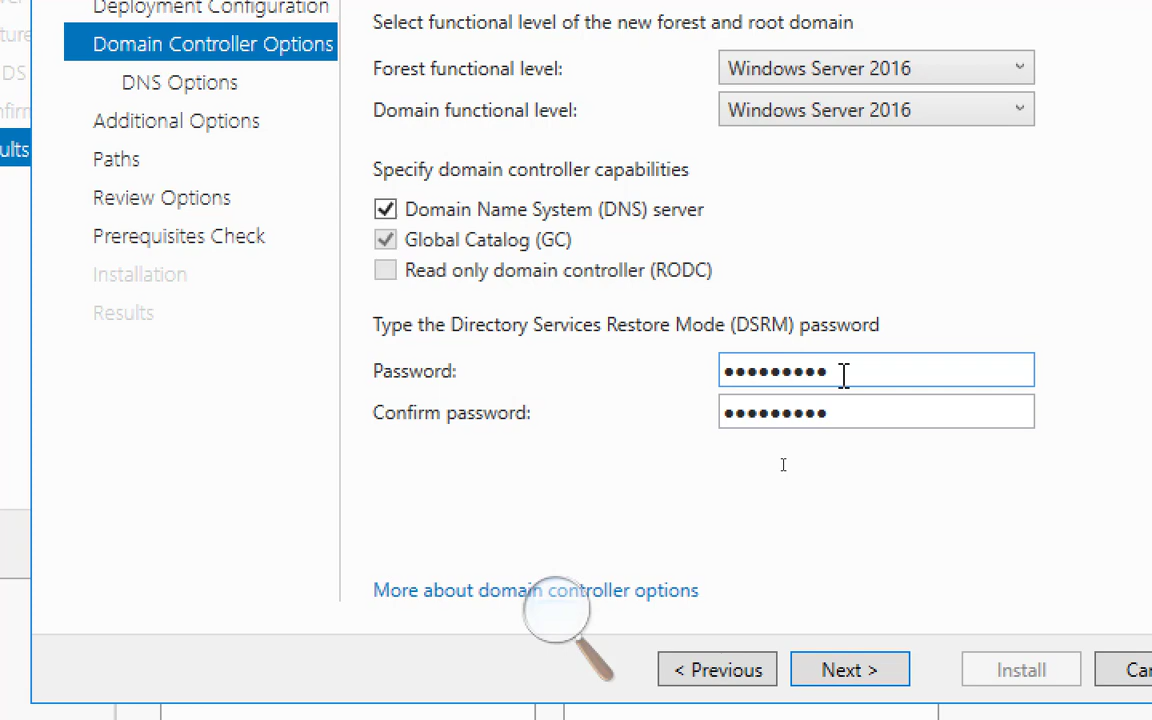 Deployment Configuration
Domain Controller Options
DNS Options
Additional Options
Paths
Review Options
Prerequisites Check
Installation
Results
ults
DS
Select functional level of the new forest and root domain
Forest functional level: Windows Server 2016
Domain functional level: Windows Server 2016
Specify domain controller capabilities
Domain Name System (DNS) server
Global Catalog (GC)
Read only domain controller (RODC)
Type the Directory Services Restore Mode (DSRM) password
Password: •••••••••
Confirm password: •••••••••
More about domain controller options
< Previous
Next >
Install
Can